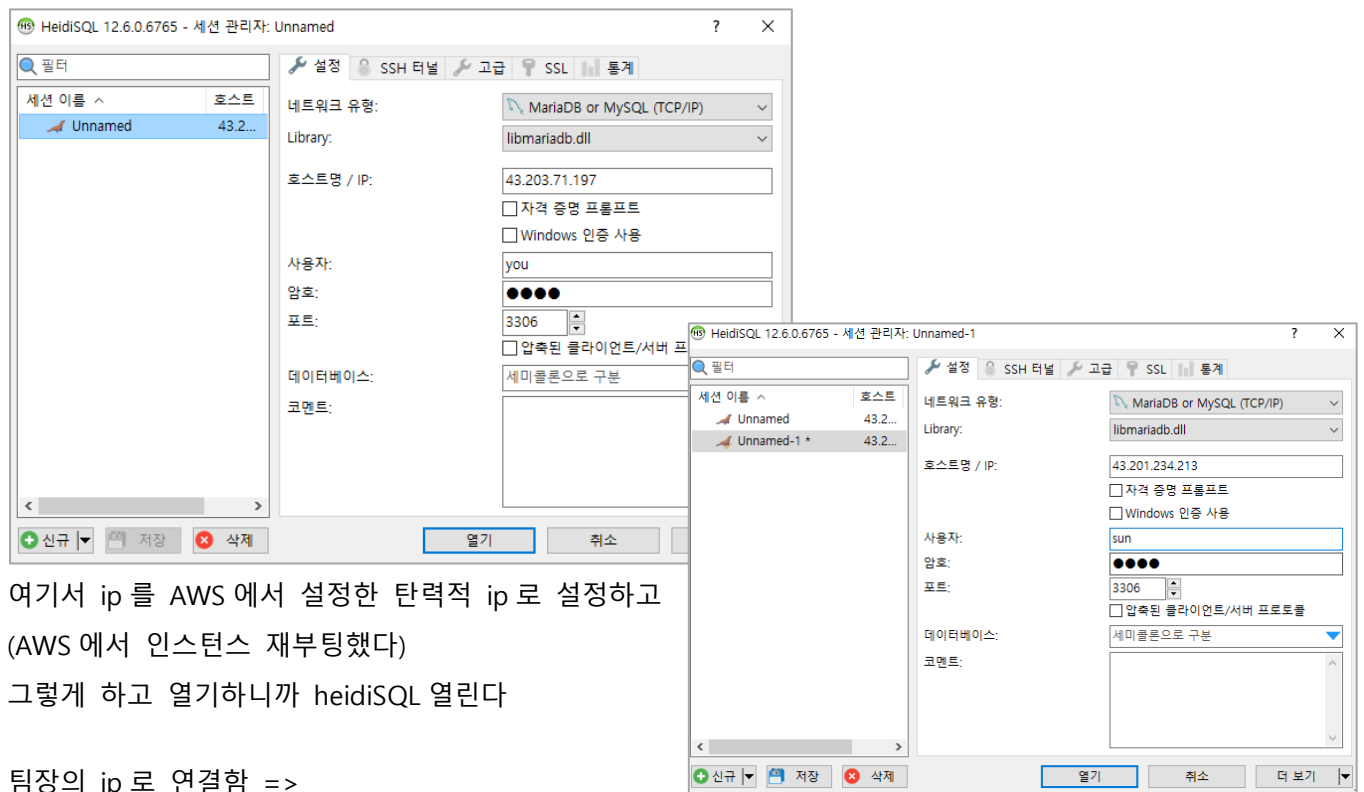 HeidiSQL 12.6.0.6765 - 세션 관리자: Unnamed
필터
세션 이름 호스트
Unnamed 43.2...
설정 SSH 터널 고급 SSL 통계
네트워크 유형: MariaDB or MySQL (TCP/IP)
Library: libmariadb.dll
호스트명 / IP: 43.203.71.197
자격 증명 프롬프트
Windows 인증 사용
사용자: you
암호: ●●●●
포트: 3306
압축된 클라이언트/서버 프
데이터베이스: 세미콜론으로 구분
코멘트:
신규 저장 삭제 열기 취소
여기서 ip 를 AWS 에서 설정한 탄력적 ip 로 설정하고
(AWS 에서 인스턴스 재부팅했다)
그렇게 하고 열기하니까 heidiSQL 열린다
팀장의 ip 로 연결함 =>
HeidiSQL 12.6.0.6765 - 세션 관리자: Unnamed-1
필터
세션 이름 호스트
Unnamed 43.2...
Unnamed-1 * 43.2...
설정 SSH 터널 고급 SSL 통계
네트워크 유형: MariaDB or MySQL (TCP/IP)
Library: libmariadb.dll
호스트명 / IP: 43.201.234.213
자격 증명 프롬프트
Windows 인증 사용
사용자: sun
암호: ●●●●
포트: 3306
압축된 클라이언트/서버 프로토콜
데이터베이스: 세미콜론으로 구분
코멘트:
신규 저장 삭제 열기 취소 더 보기